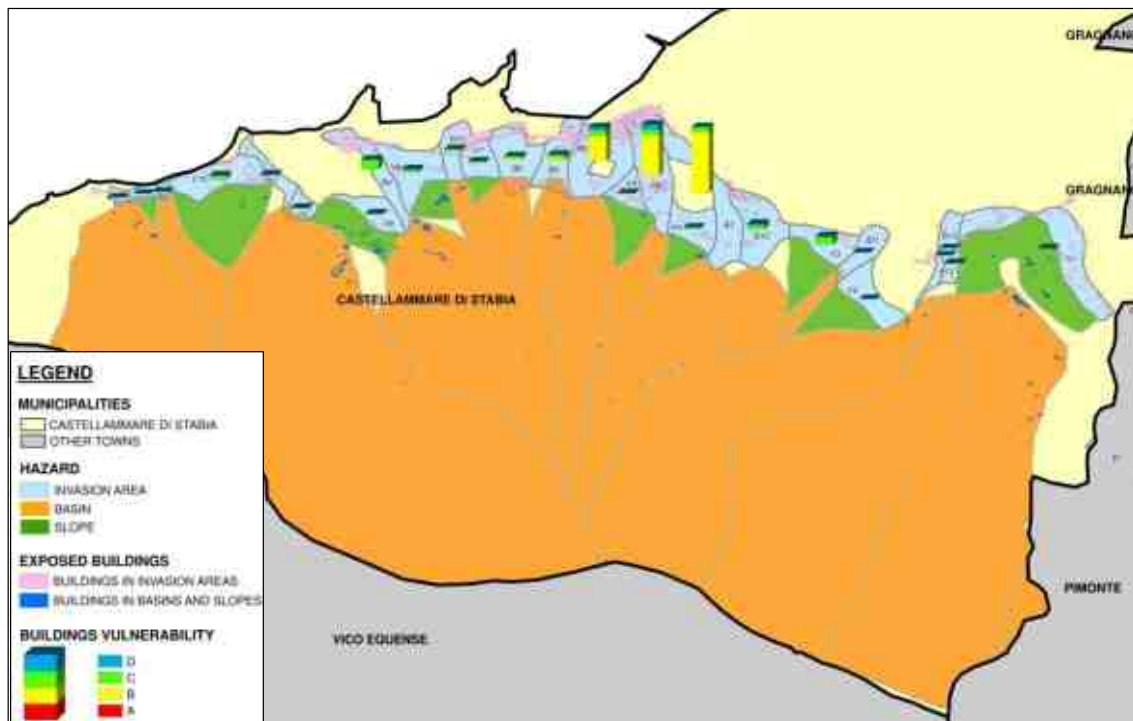 GRAGNANO
GRAGNANO
CASTELLAMMARE DI STABIA
LEGEND
MUNICIPALITIES
CASTELLAMMARE DI STABIA
OTHER TOWNS
HAZARD
INVASION AREA
BASIN
SLOPE
EXPOSED BUILDINGS
BUILDINGS IN INVASION AREAS
BUILDINGS IN BASINS AND SLOPES
BUILDINGS VULNERABILITY
D
C
B
A
VICO EQUENSE
PIMONTE